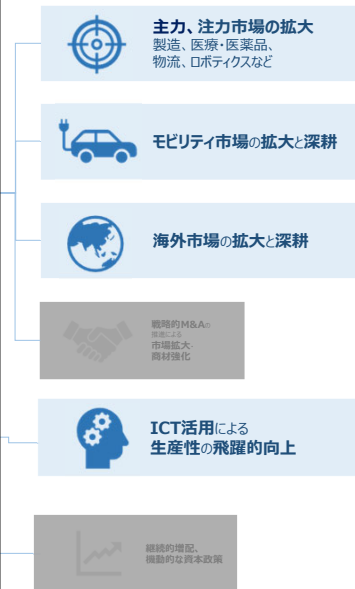 主力、注力市場の拡大
製造、医療・医薬品、
物流、ロボティクスなど
モビリティ市場の拡大と深耕
海外市場の拡大と深耕
戦略的M&Aの
推進による
市場拡大・
商材強化
ICT活用による
生産性の飛躍的向上
継続的増配、
機動的な資本政策